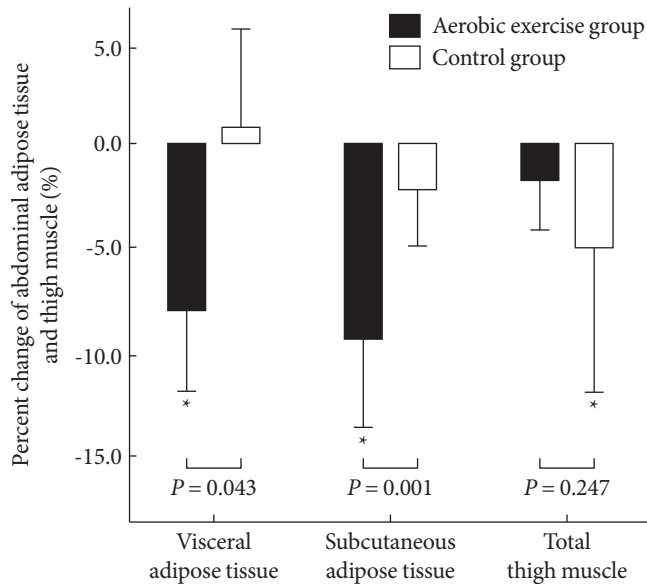 Aerobic exercise group
Control group
Percent change of abdominal adipose tissue
and thigh muscle (%)
5.0
0.0
-5.0
-10.0
-15.0
*
*
*
P = 0.043
P = 0.001
P = 0.247
Visceral
adipose tissue
Subcutaneous
adipose tissue
Total
thigh muscle